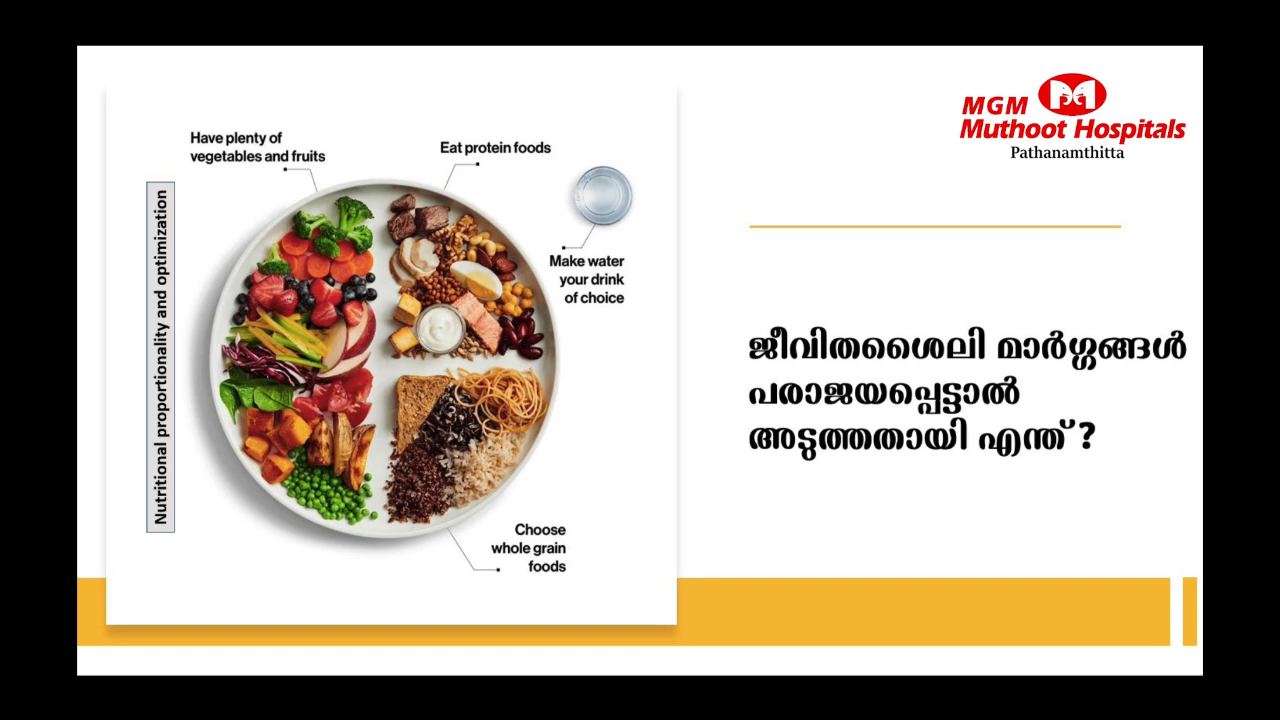 MGM
Muthoot Hospitals
Pathanamthitta
Have plenty of
vegetables and fruits
Eat protein foods
Make water
your drink
of choice
Choose
whole grain
foods
Nutritional proportionality and optimization
ജീവിതശൈലി മാർഗ്ഗങ്ങൾ
പരാജയപ്പെട്ടാൽ
അടുത്തതായി എന്ത് ?